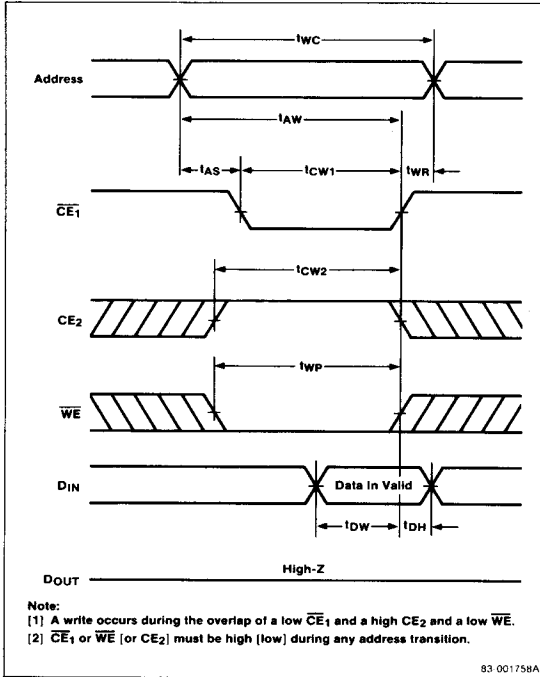 tWC
Address
tAW
tAS
tCW1
tWR
CE1
tCW2
CE2
tWP
WE
DIN
Data In Valid
tDW
tDH
High-Z
DOUT
Note:
[1] A write occurs during the overlap of a low CE1 and a high CE2 and a low WE.
[2] CE1 or WE [or CE2] must be high [low] during any address transition.
83-001758A